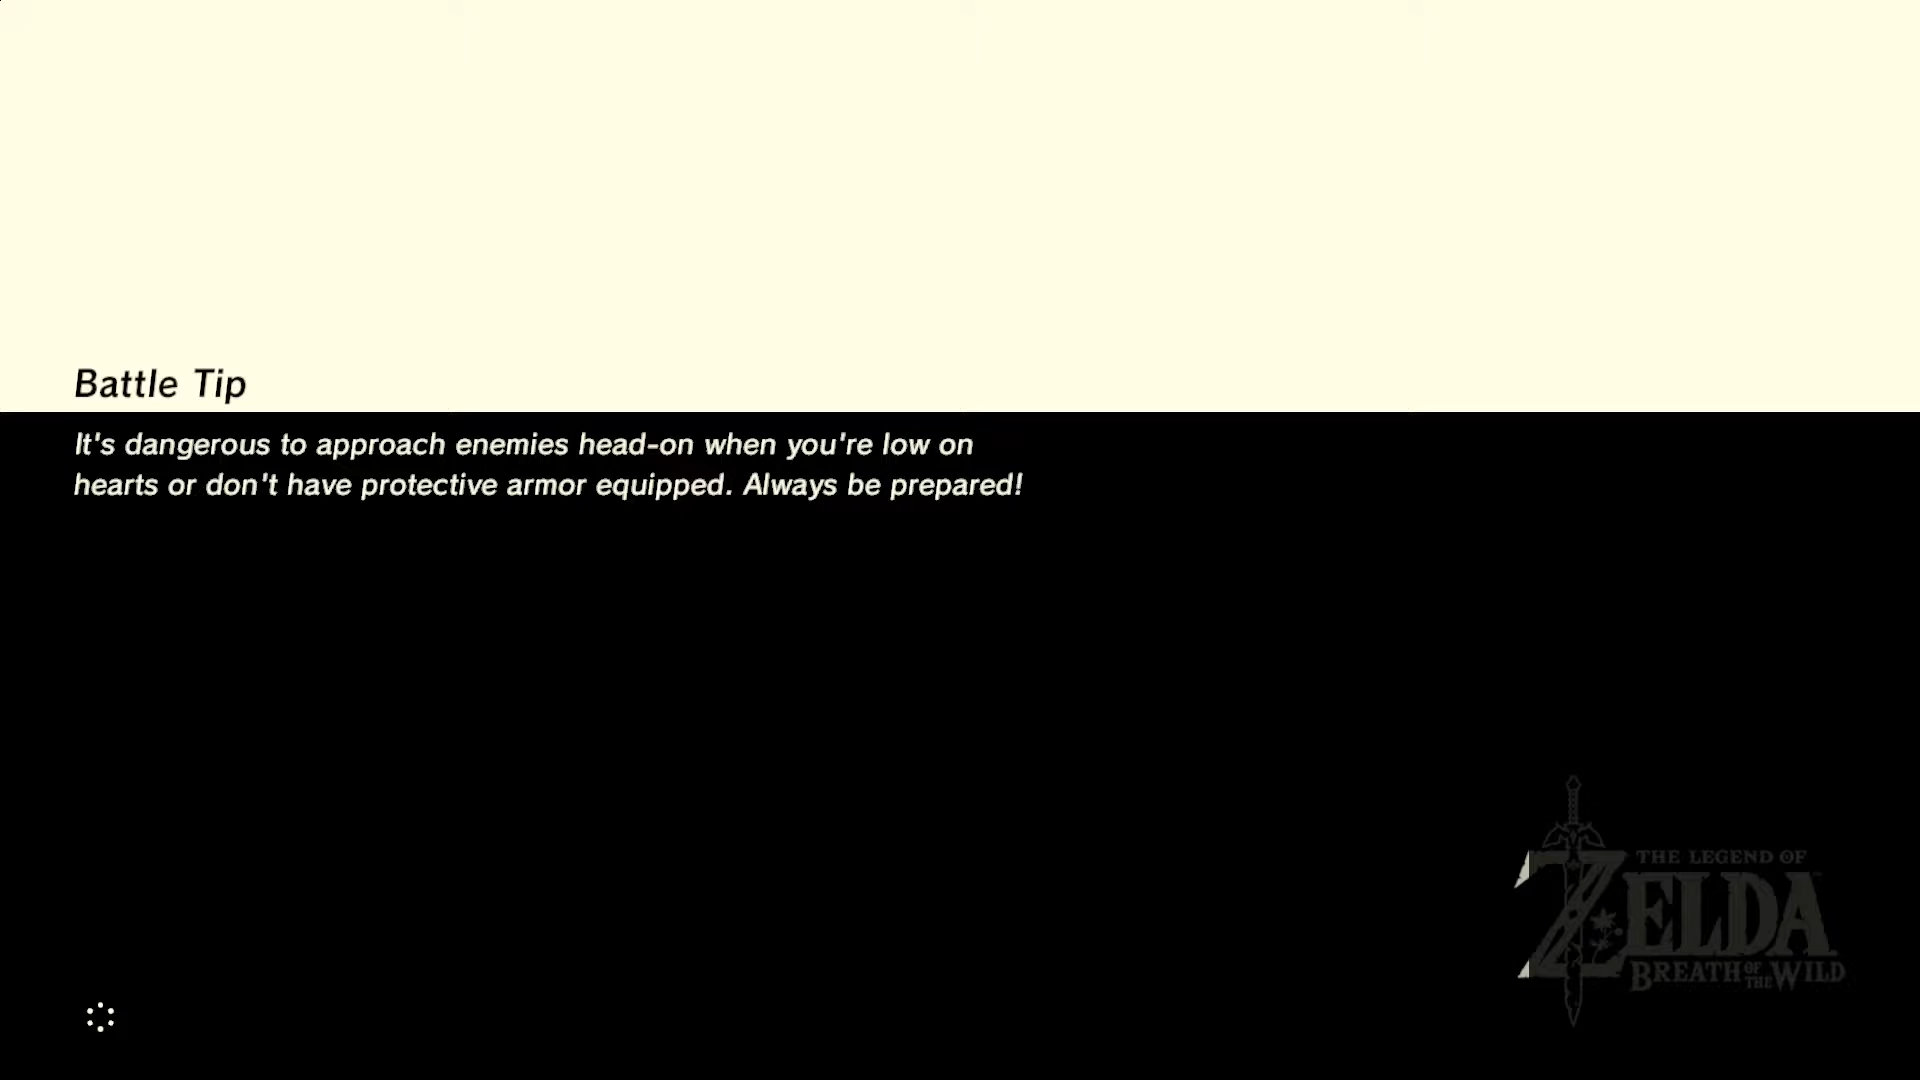 Battle Tip
It's dangerous to approach enemies head-on when you're low on
hearts or don't have protective armor equipped. Always be prepared!
THE LEGEND OF
ZELDA
BREATH OF THE WILD